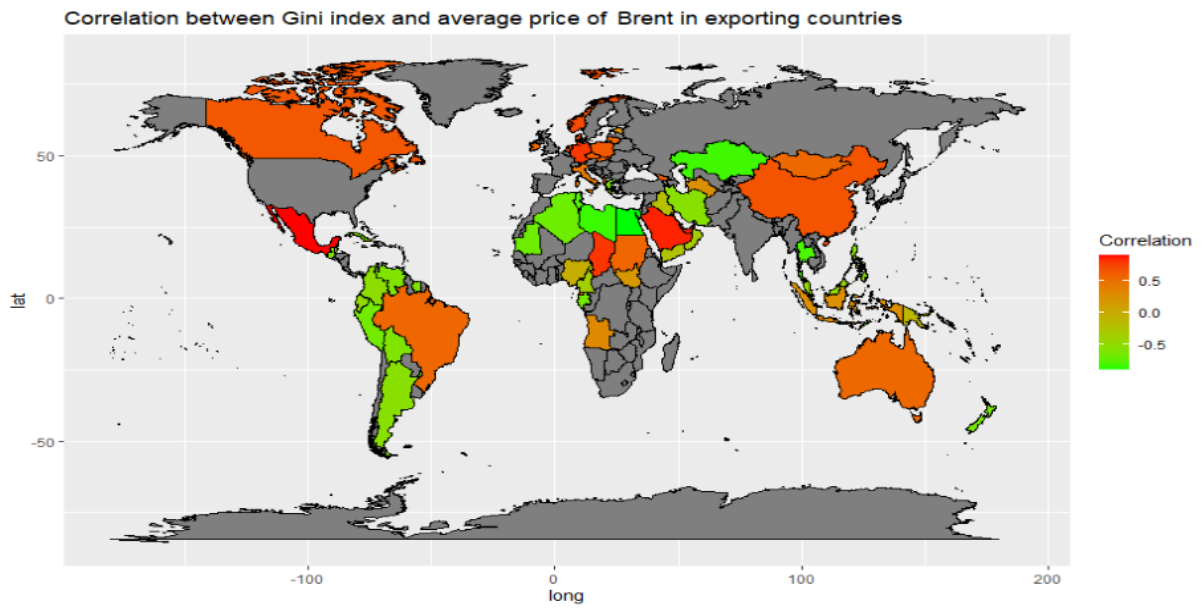 Correlation between Gini index and average price of Brent in exporting countries
lat
50
0
-50
-100
0
100
200
long
Correlation
0.5
0.0
-0.5